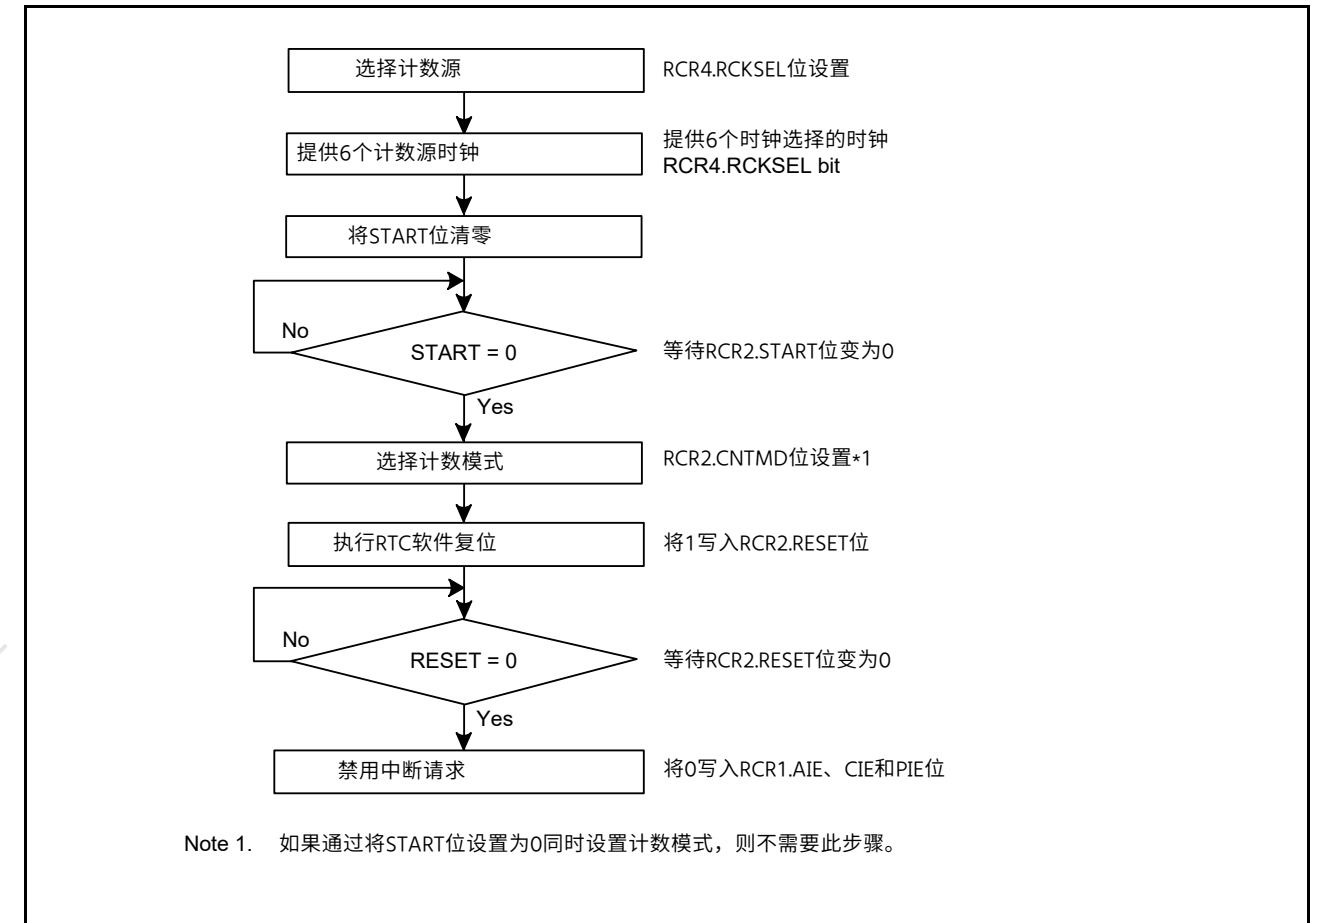 选择计数源
RCR4.RCKSEL位设置
提供6个计数源时钟
提供6个时钟选择的时钟
RCR4.RCKSEL bit
将START位清零
No
START = 0
等待RCR2.START位变为0
Yes
选择计数模式
RCR2.CNTMD位设置*1
执行RTC软件复位
将1写入RCR2.RESET位
No
RESET = 0
等待RCR2.RESET位变为0
Yes
禁用中断请求
将0写入RCR1.AIE、CIE和PIE位
Note 1. 如果通过将START位设置为0同时设置计数模式，则不需要此步骤。